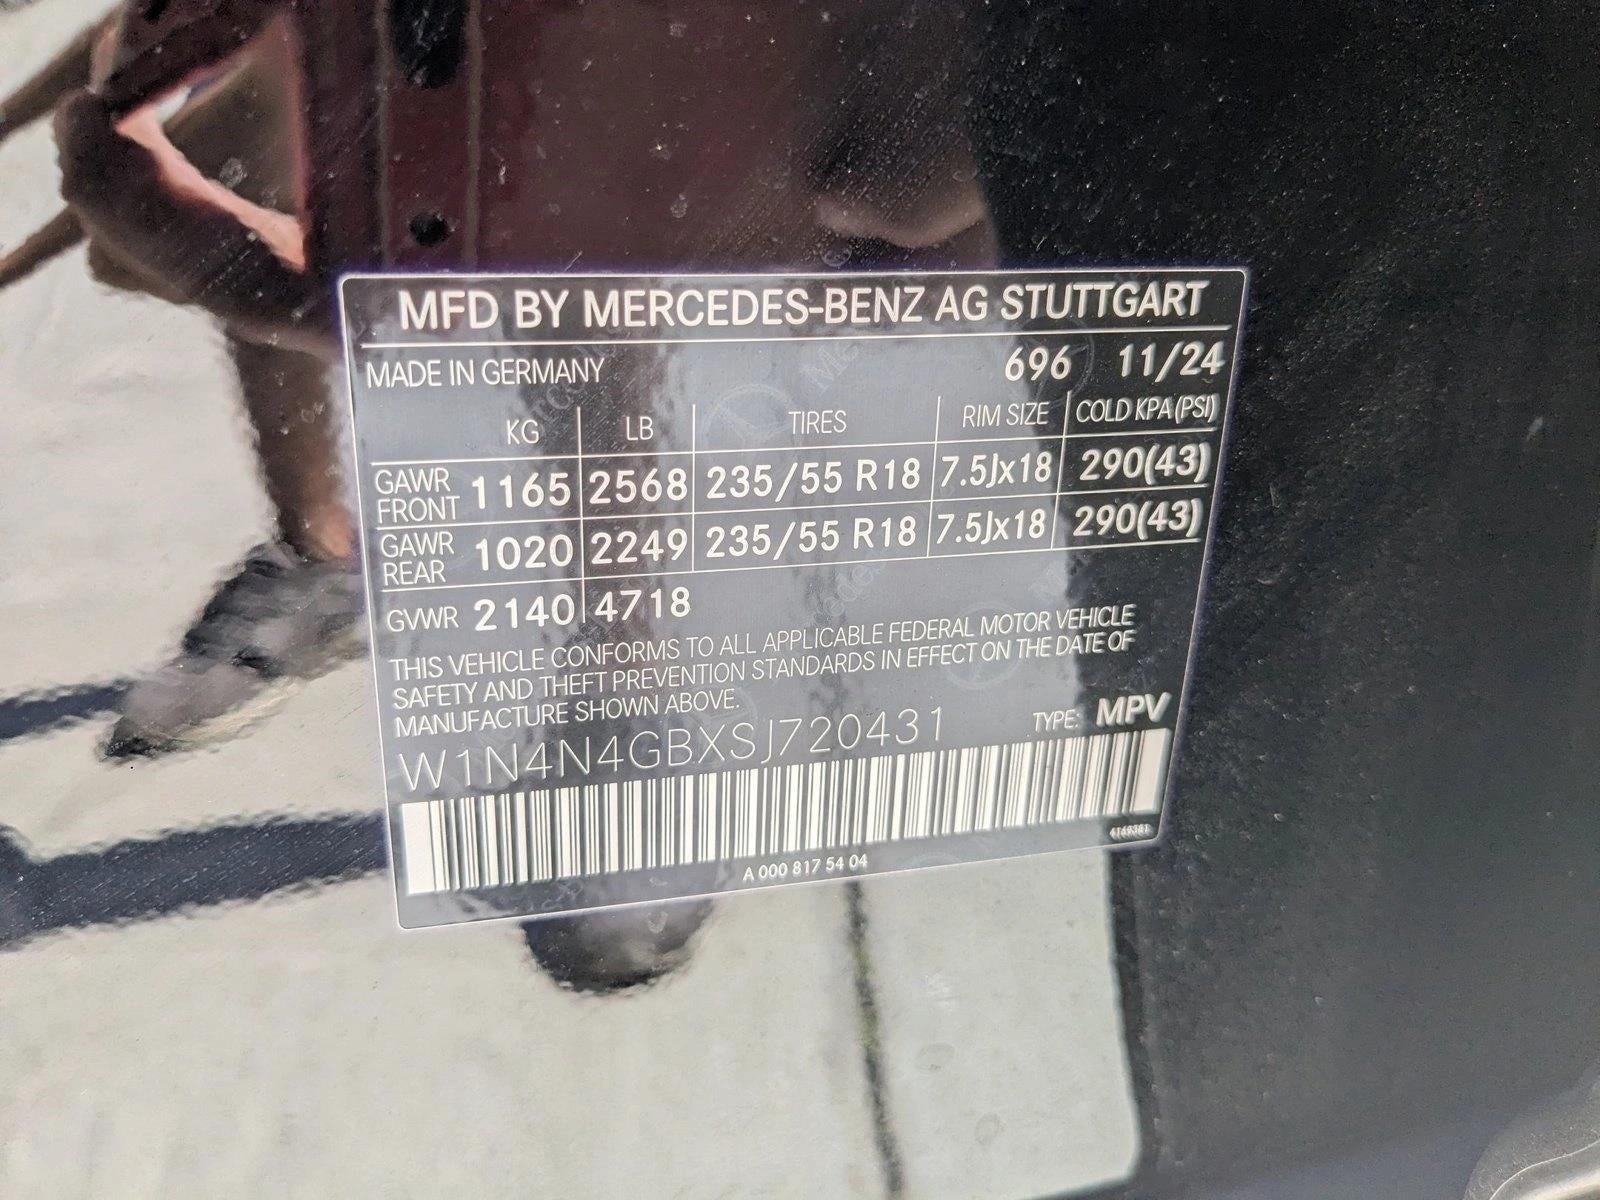 MFD BY MERCEDES-BENZ AG STUTTGART
MADE IN GERMANY 696 11/24
KG LB TIRES RIM SIZE COLD KPA(PSI)
GAWR FRONT 1165 2568 235/55 R18 7.5Jx18 290(43)
GAWR REAR 1020 2249 235/55 R18 7.5Jx18 290(43)
GVWR 2140 4718
THIS VEHICLE CONFORMS TO ALL APPLICABLE FEDERAL MOTOR VEHICLE
SAFETY AND THEFT PREVENTION STANDARDS IN EFFECT ON THE DATE OF
MANUFACTURE SHOWN ABOVE.
W1N4N4GBXSJ720431 TYPE: MPV
A 000 817 54 04